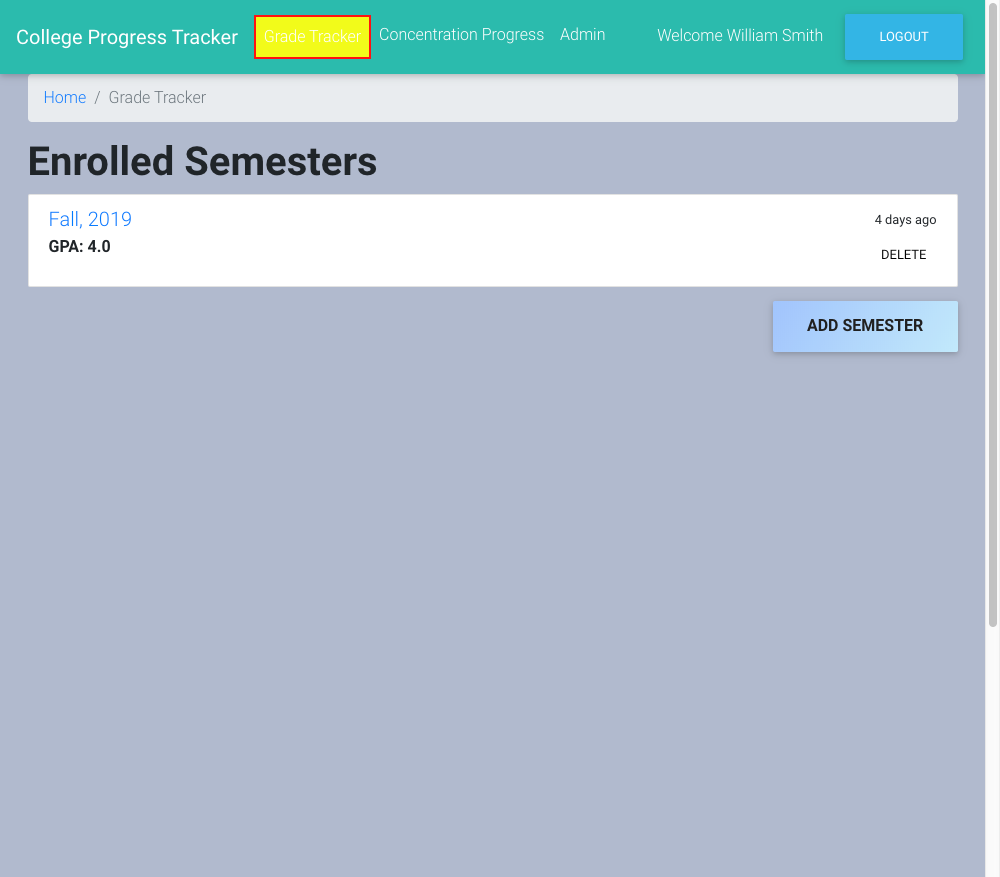 College Progress Tracker Grade Tracker Concentration Progress Admin Welcome William Smith LOGOUT
Home / Grade Tracker
Enrolled Semesters
Fall, 2019 4 days ago
GPA: 4.0
DELETE
ADD SEMESTER